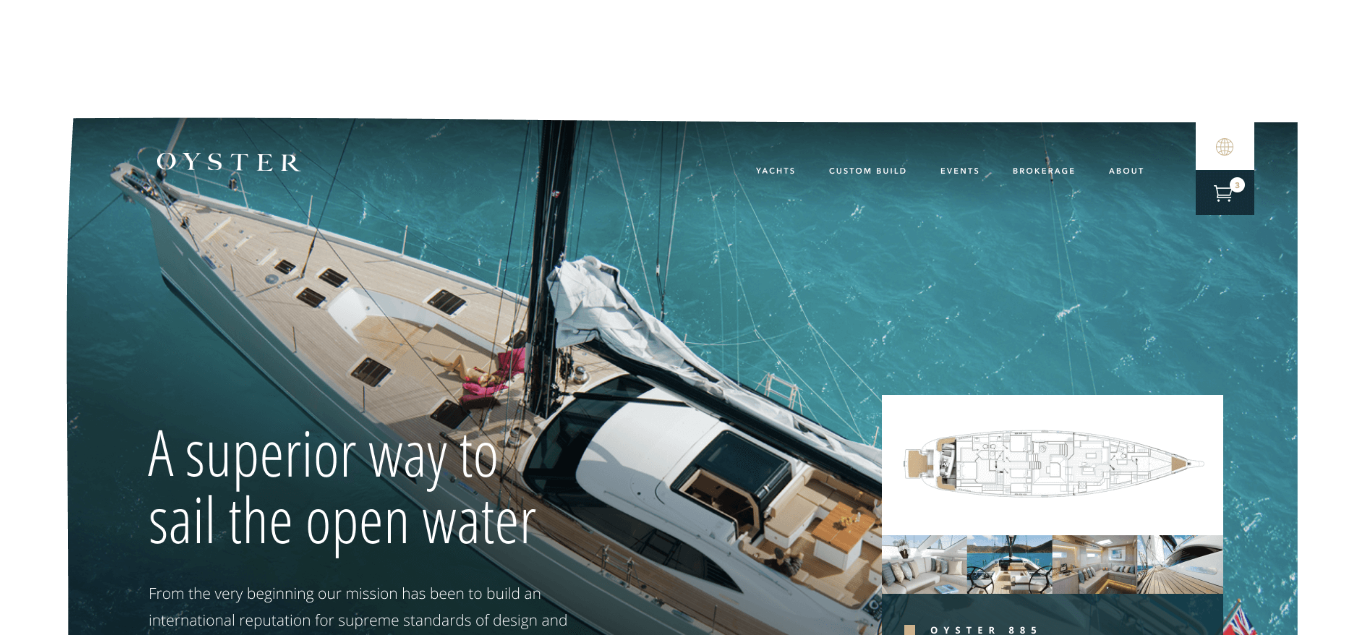 OYSTER
YACHTS
CUSTOM BUILD
EVENTS
BROKERAGE
ABOUT
3
A superior way to
sail the open water
From the very beginning our mission has been to build an
international reputation for supreme standards of design and
OYSTER 885